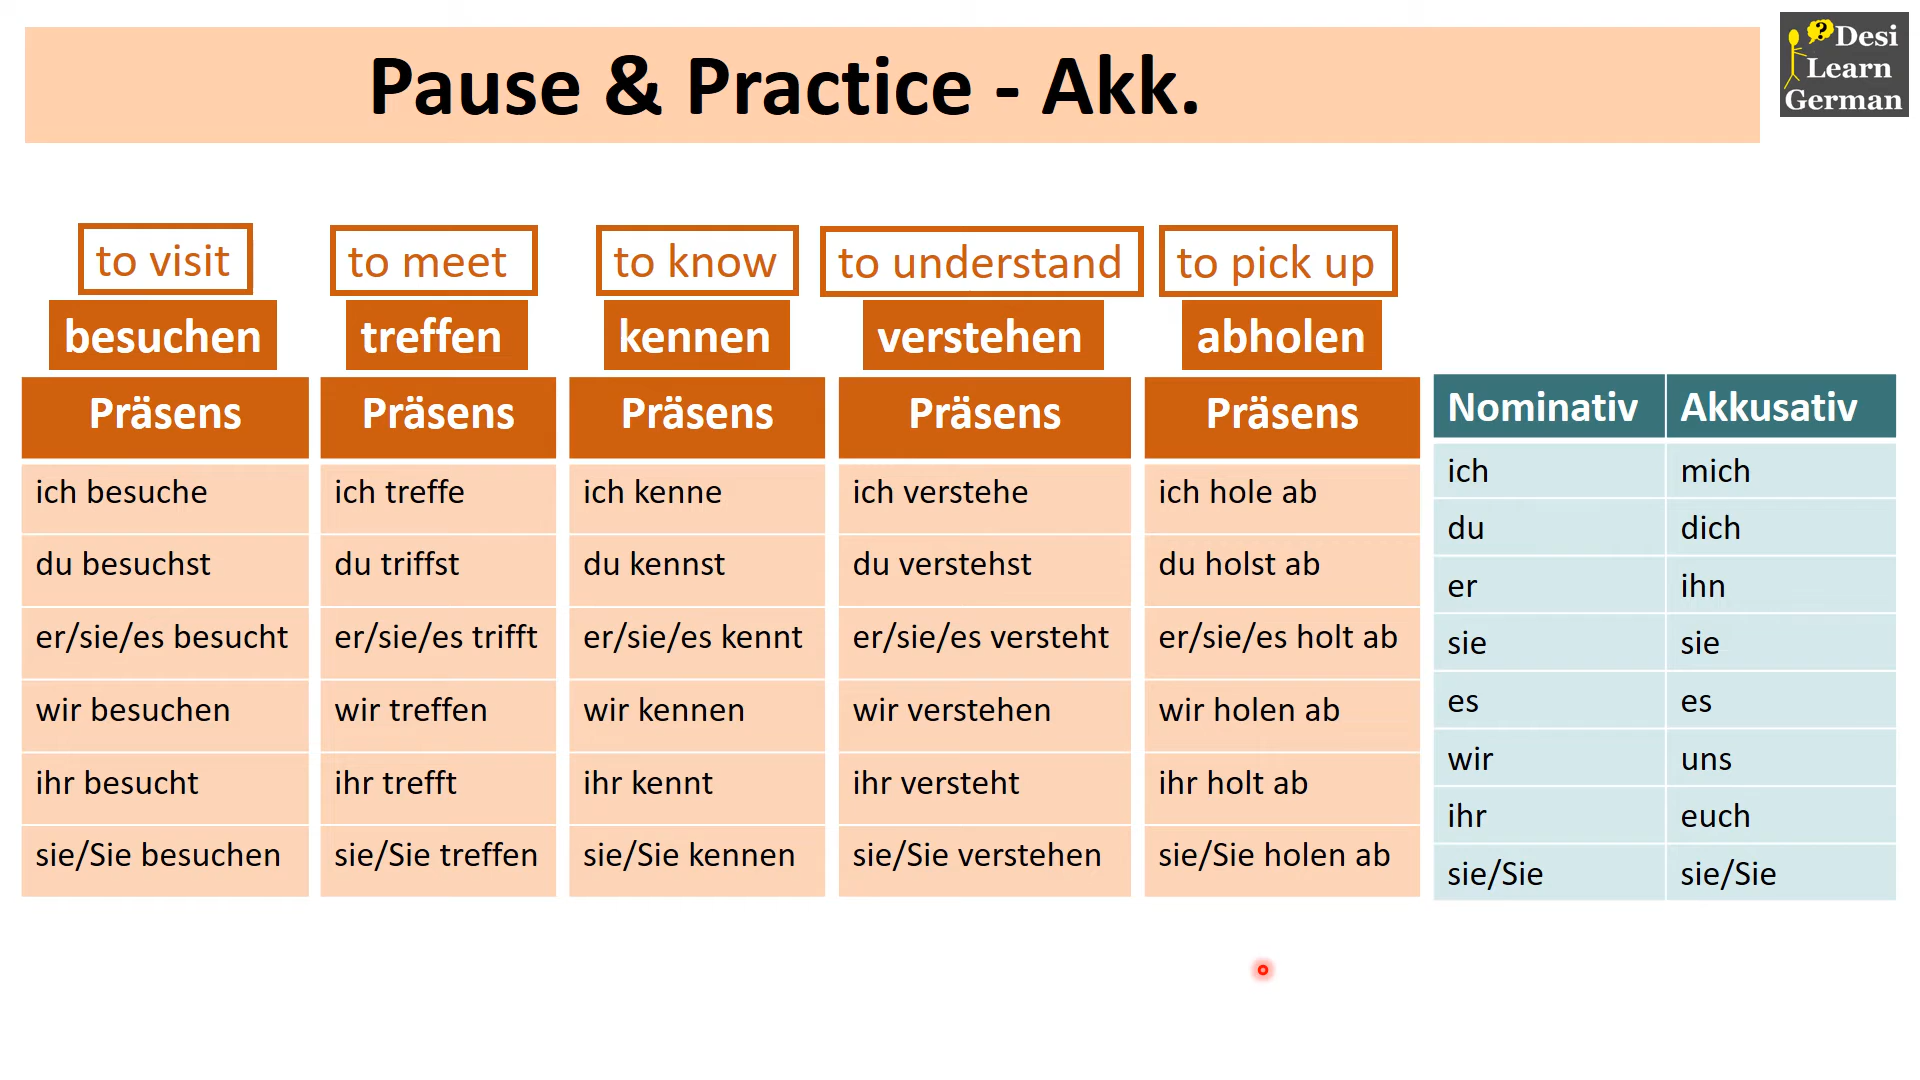 Pause & Practice - Akk.
?
Desi
Learn
German
to visit
besuchen
Präsens
ich besuche
du besuchst
er/sie/es besucht
wir besuchen
ihr besucht
sie/Sie besuchen
to meet
treffen
Präsens
ich treffe
du triffst
er/sie/es trifft
wir treffen
ihr trefft
sie/Sie treffen
to know
kennen
Präsens
ich kenne
du kennst
er/sie/es kennt
wir kennen
ihr kennt
sie/Sie kennen
to understand
verstehen
Präsens
ich verstehe
du verstehst
er/sie/es versteht
wir verstehen
ihr versteht
sie/Sie verstehen
to pick up
abholen
Präsens
ich hole ab
du holst ab
er/sie/es holt ab
wir holen ab
ihr holt ab
sie/Sie holen ab
Nominativ Akkusativ
ich mich
du dich
er ihn
sie sie
es es
wir uns
ihr euch
sie/Sie sie/Sie